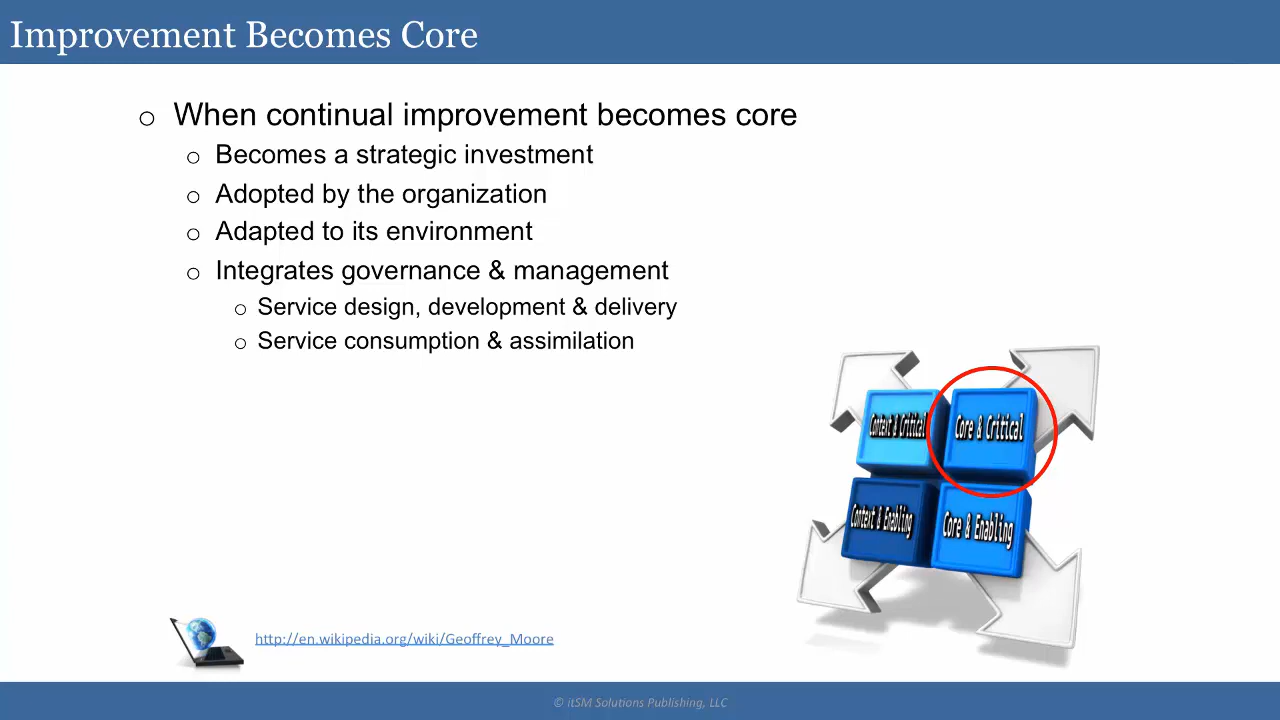 Improvement Becomes Core
o When continual improvement becomes core
o Becomes a strategic investment
o Adopted by the organization
o Adapted to its environment
o Integrates governance & management
o Service design, development & delivery
o Service consumption & assimilation
Context & Critical
Core & Critical
Context & Enabling
Core & Enabling
http://en.wikipedia.org/wiki/Geoffrey_Moore
© itSM Solutions Publishing, LLC